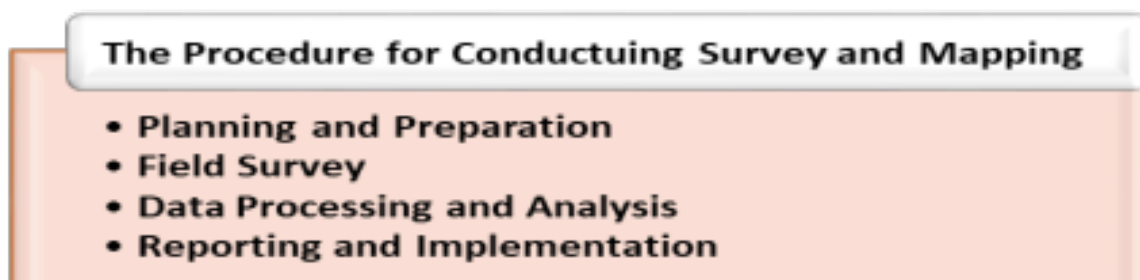 The Procedure for Conductuing Survey and Mapping
• Planning and Preparation
• Field Survey
• Data Processing and Analysis
• Reporting and Implementation